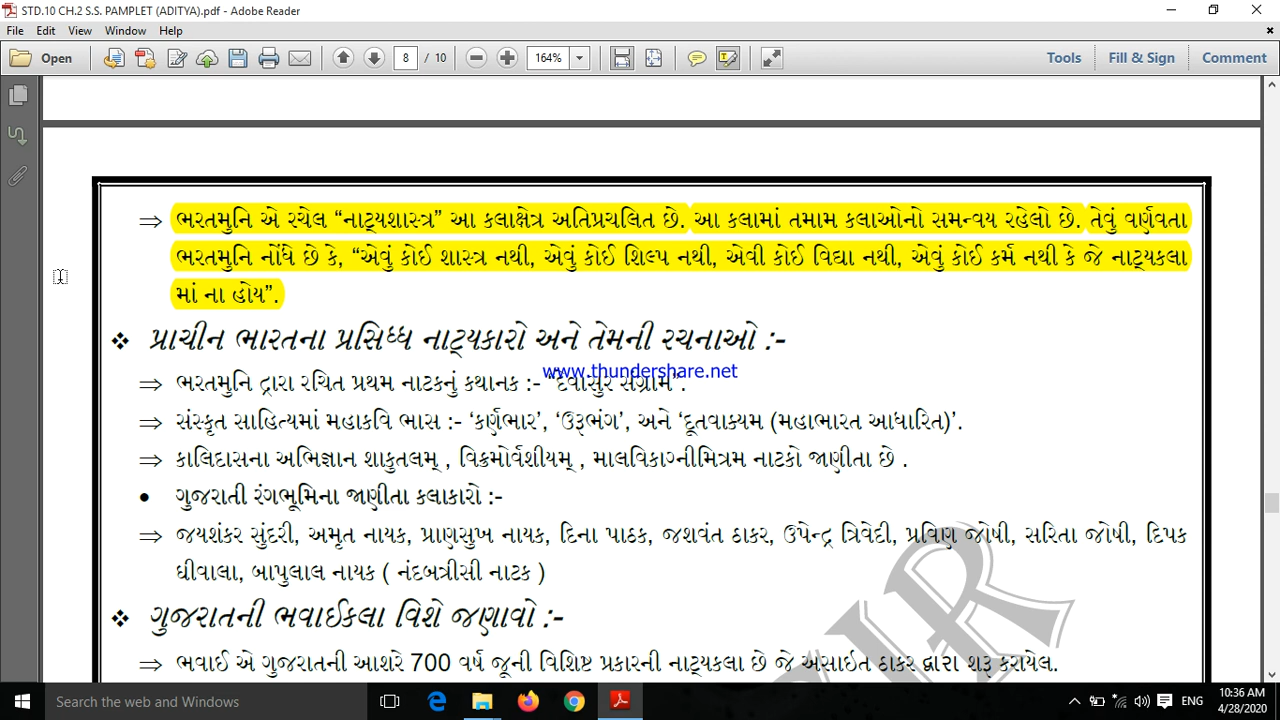 STD.10 CH.2 S.S. PAMPLET (ADITYA).pdf - Adobe Reader
File Edit View Window Help
Open 8 / 10 164% Tools Fill & Sign Comment
⇒ ભરતમુનિ એ રચેલ “નાટ્યશાસ્ત્ર” આ કલાક્ષેત્ર અતિપ્રચલિત છે. આ કલામાં તમામ કલાઓનો સમન્વય રહેલો છે. તેવું વર્ણવતા
ભરતમુનિ નોંધે છે કે, “એવું કોઈ શાસ્ત્ર નથી, એવું કોઈ શિલ્પ નથી, એવી કોઈ વિદ્યા નથી, એવું કોઈ કર્મ નથી કે જે નાટ્યકલા
માં ના હોય”.
❖ પ્રાચીન ભારતના પ્રસિધ્ધ નાટ્યકારો અને તેમની રચનાઓ :-
www.thundershare.net
⇒ ભરતમુનિ દ્વારા રચિત પ્રથમ નાટકનું કથાનક :- “દેવાસુર સંગ્રામ”.
⇒ સંસ્કૃત સાહિત્યમાં મહાકવિ ભાસ :- ‘કર્ણભાર’, ‘ઉરૂભંગ’, અને ‘દૂતવાક્યમ (મહાભારત આધારિત)’.
⇒ કાલિદાસના અભિજ્ઞાન શાકુતલમ્ , વિક્રમોર્વશીયમ્ , માલવિકાગ્નીમિત્રમ નાટકો જાણીતા છે .
• ગુજરાતી રંગભૂમિના જાણીતા કલાકારો :-
⇒ જયશંકર સુંદરી, અમૃત નાયક, પ્રાણસુખ નાયક, દિના પાઠક, જશવંત ઠાકર, ઉપેન્દ્ર ત્રિવેદી, પ્રવિણ જોષી, સરિતા જોષી, દિપક
ઘીવાલા, બાપુલાલ નાયક ( નંદબત્રીસી નાટક )
❖ ગુજરાતની ભવાઈકલા વિશે જણાવો :-
⇒ ભવાઈ એ ગુજરાતની આશરે 700 વર્ષ જૂની વિશિષ્ટ પ્રકારની નાટ્યકલા છે જે અસાઇત ઠાકર દ્વારા શરૂ કરાયેલ.
Search the web and Windows
ENG
10:36 AM
4/28/2020